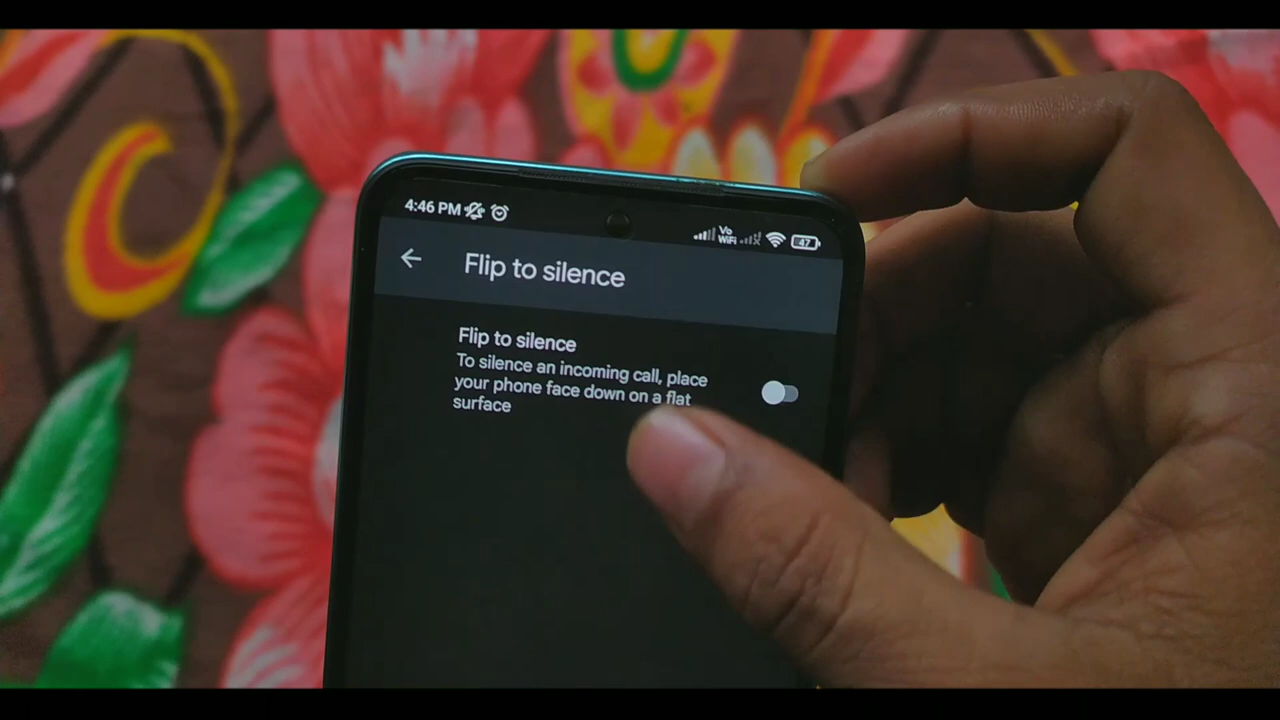 4:46 PM
Vo
WiFi
47
Flip to silence
Flip to silence
To silence an incoming call, place
your phone face down on a flat
surface